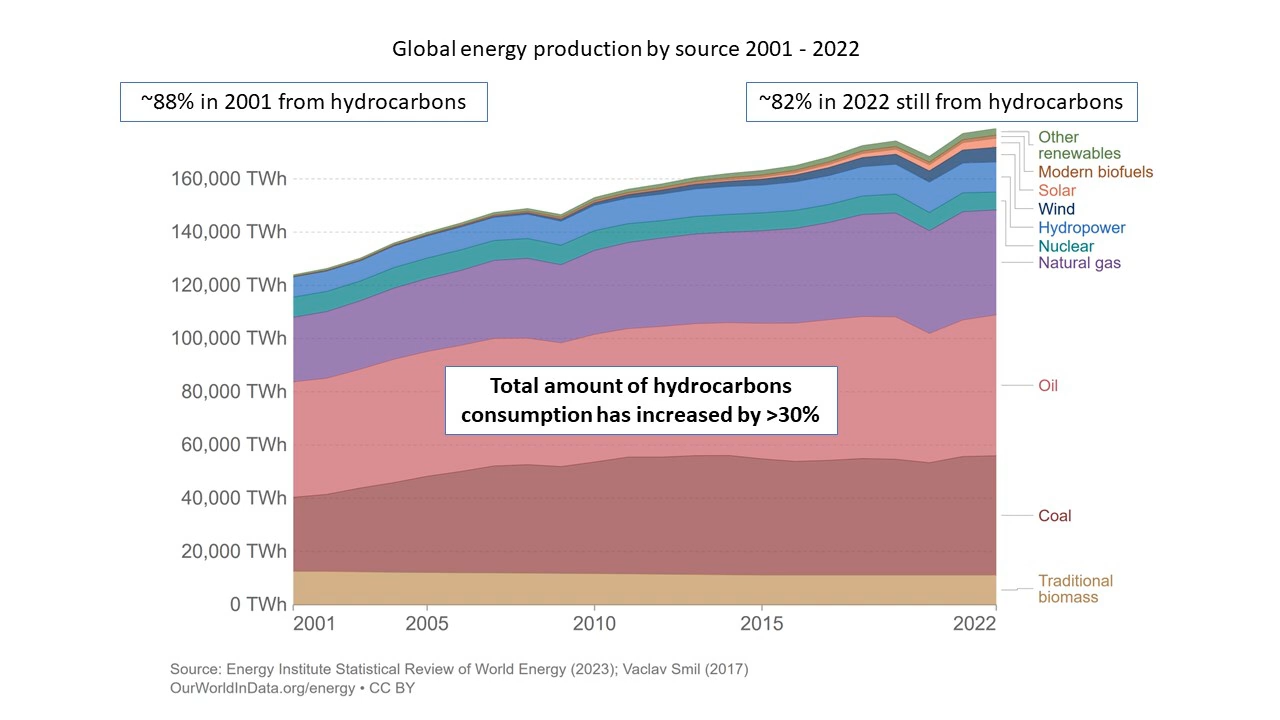 Global energy production by source 2001 - 2022
~88% in 2001 from hydrocarbons
~82% in 2022 still from hydrocarbons
Other
renewables
Modern biofuels
Solar
Wind
Hydropower
Nuclear
Natural gas
Oil
Coal
Traditional
biomass
160,000 TWh
140,000 TWh
120,000 TWh
100,000 TWh
80,000 TWh
60,000 TWh
40,000 TWh
20,000 TWh
0 TWh
Total amount of hydrocarbons
consumption has increased by >30%
2001
2005
2010
2015
2022
Source: Energy Institute Statistical Review of World Energy (2023); Vaclav Smil (2017)
OurWorldInData.org/energy • CC BY